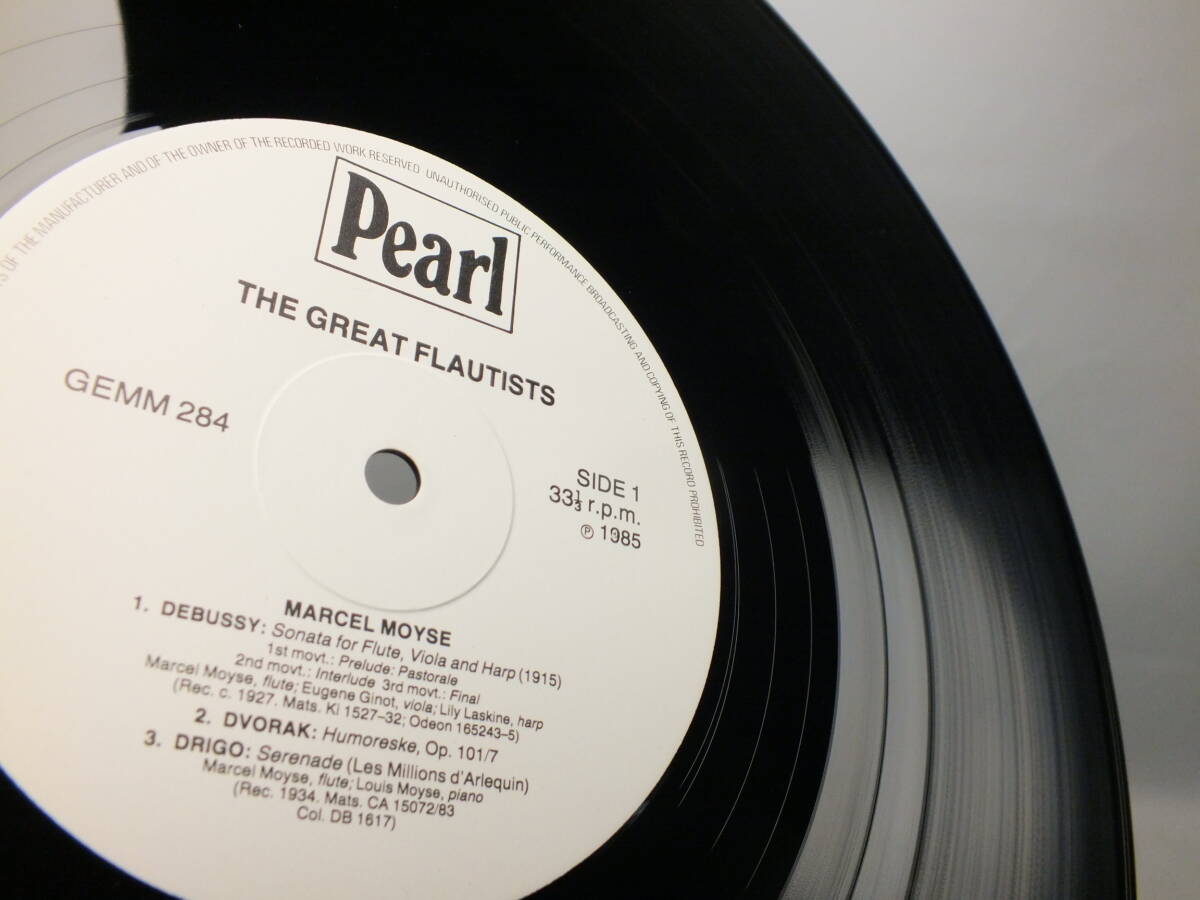 OF THE MANUFACTURER AND OF THE OWNER OF THE RECORDED WORK RESERVED · UNAUTHORISED PUBLIC PERFORMANCE BROADCASTING AND COPYING OF THIS RECORD PROHIBITED
Pearl
THE GREAT FLAUTISTS
GEMM 284
SIDE 1
33⅓ r.p.m.
℗ 1985
MARCEL MOYSE
1. DEBUSSY: Sonata for Flute, Viola and Harp (1915)
1st movt.: Prelude: Pastorale
2nd movt.: Interlude 3rd movt.: Final
Marcel Moyse, flute; Eugene Ginot, viola; Lily Laskine, harp
(Rec. c. 1927. Mats. KI 1527-32; Odeon 165243-5)
2. DVORAK: Humoreske, Op. 101/7
3. DRIGO: Serenade (Les Millions d'Arlequin)
Marcel Moyse, flute; Louis Moyse, piano
(Rec. 1934. Mats. CA 15072/83
Col. DB 1617)